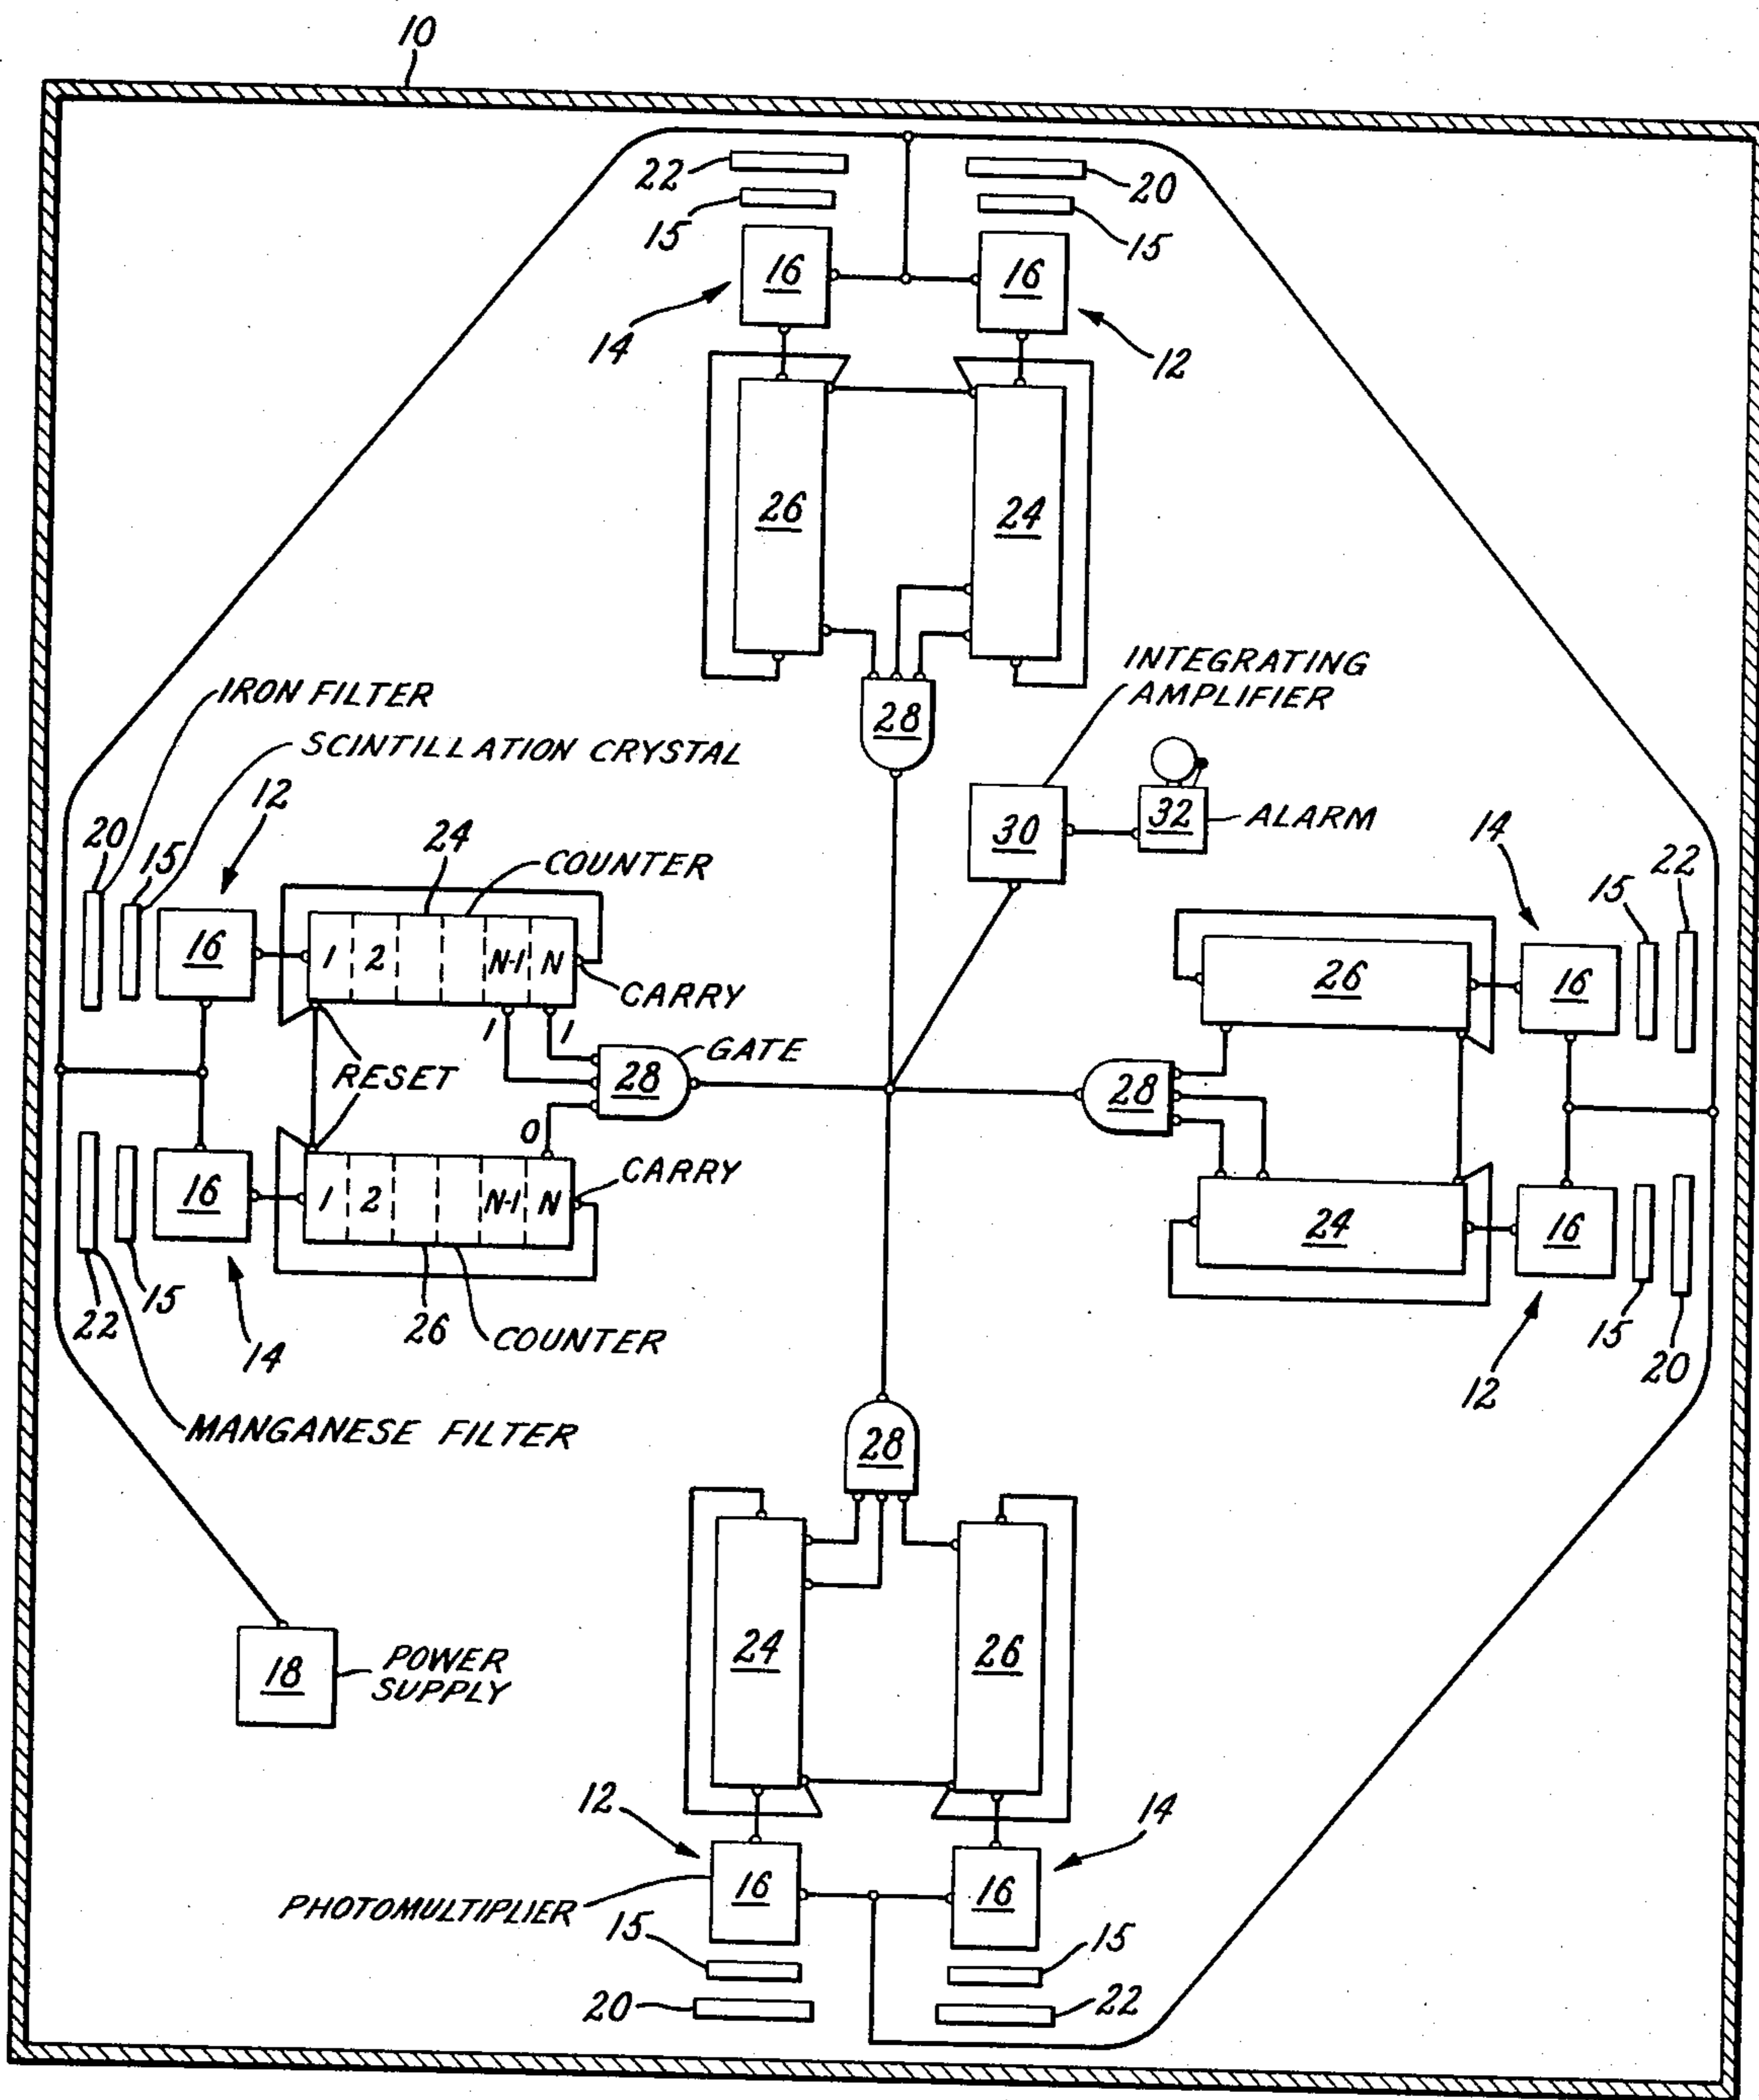 10
22
20
15
15
16
16
14
12
26
24
INTEGRATING
AMPLIFIER
IRON FILTER
28
SCINTILLATION CRYSTAL
12
30
32
ALARM
14
20
15
24
COUNTER
15
22
16
1 2 N-1 N
26
16
CARRY
1 1
GATE
RESET
28
28
0
CARRY
16
1 2 N-1 N
24
16
22
15
14
26
COUNTER
12
15
20
MANGANESE FILTER
28
18
POWER
SUPPLY
24
26
12
14
PHOTOMULTIPLIER
16
16
15
15
20
22